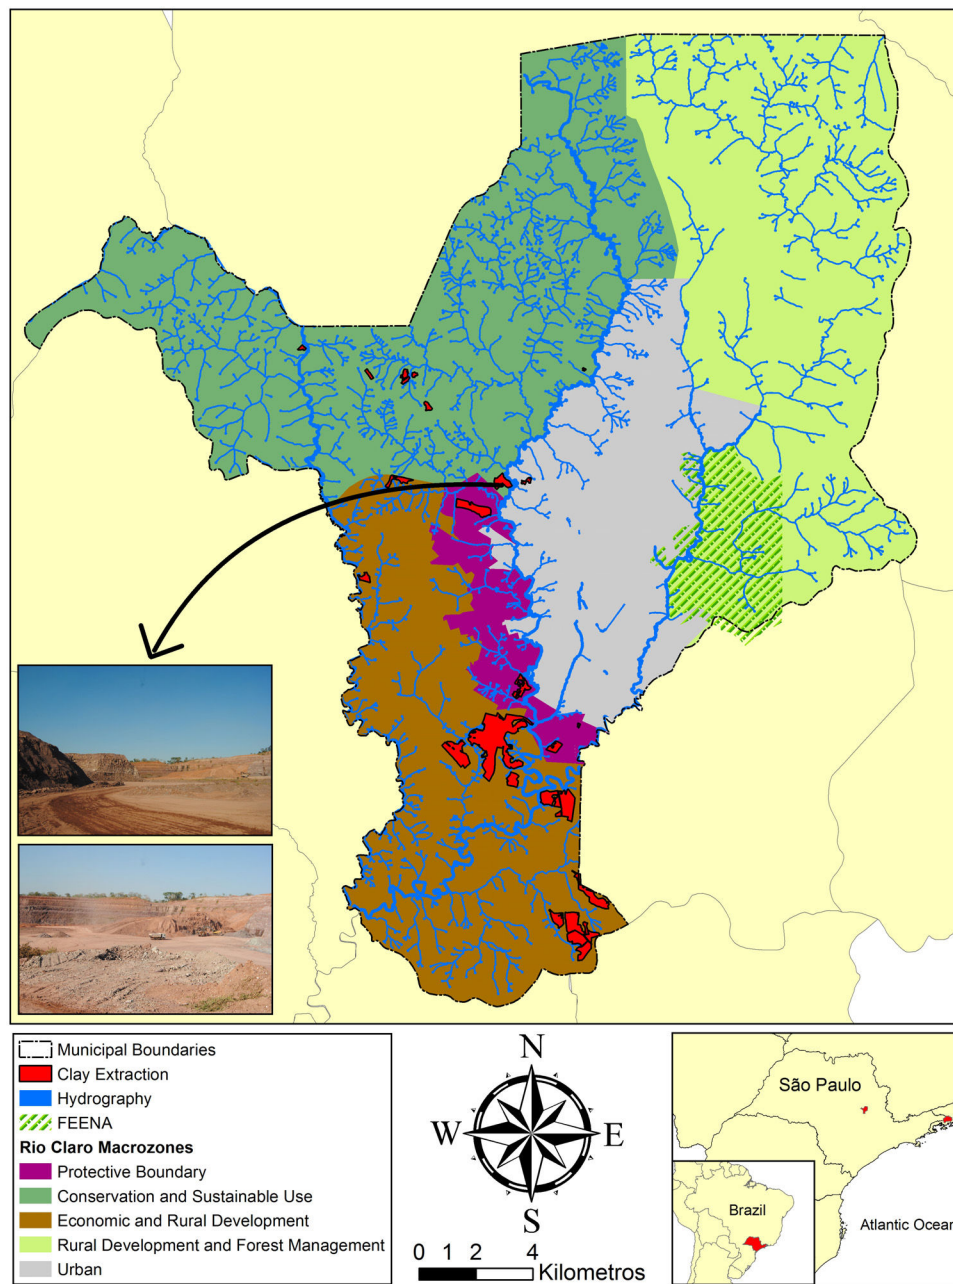 Municipal Boundaries
Clay Extraction
Hydrography
FEENA
Rio Claro Macrozones
Protective Boundary
Conservation and Sustainable Use
Economic and Rural Development
Rural Development and Forest Management
Urban
N
W
E
S
0 1 2 4
Kilometros
São Paulo
Brazil
Atlantic Ocean